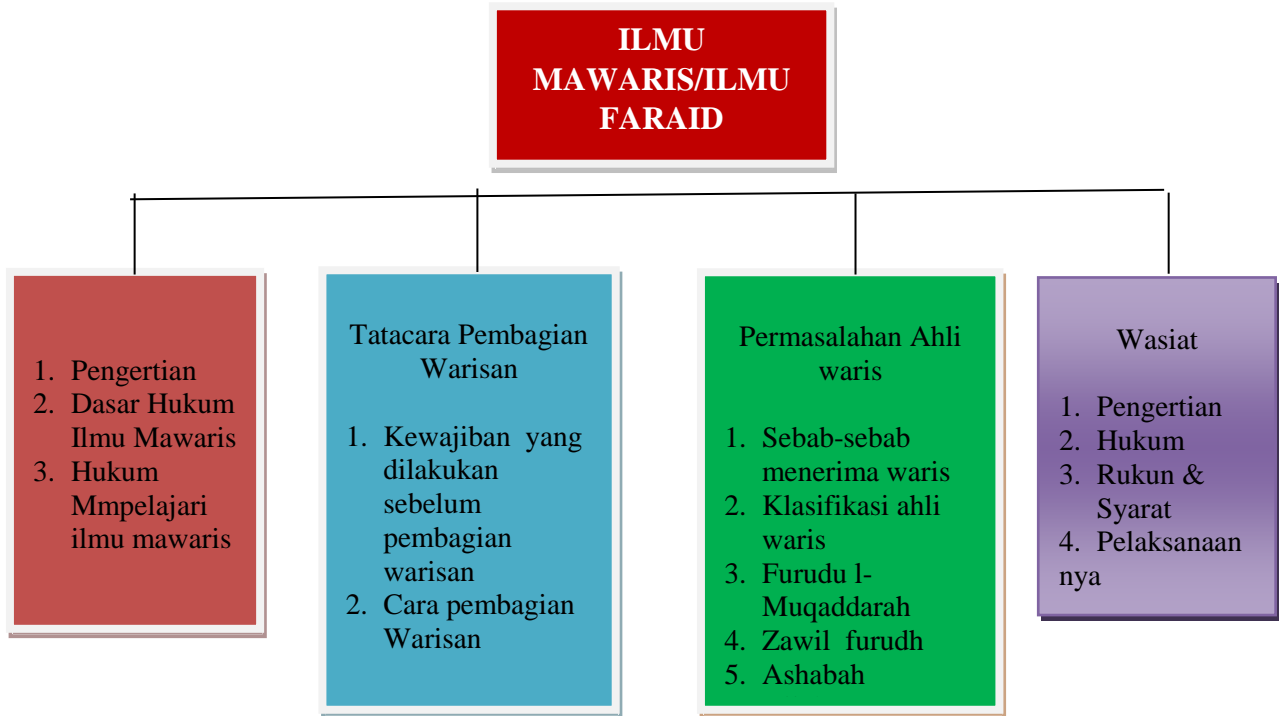 ILMU
MAWARIS/ILMU
FARAID
1. Pengertian
2. Dasar Hukum
Ilmu Mawaris
3. Hukum
Mmpelajari
ilmu mawaris
Tatacara Pembagian
Warisan
1. Kewajiban yang
dilakukan
sebelum
pembagian
warisan
2. Cara pembagian
Warisan
Permasalahan Ahli
waris
1. Sebab-sebab
menerima waris
2. Klasifikasi ahli
waris
3. Furudu l-
Muqaddarah
4. Zawil furudh
5. Ashabah
Wasiat
1. Pengertian
2. Hukum
3. Rukun &
Syarat
4. Pelaksanaan
nya